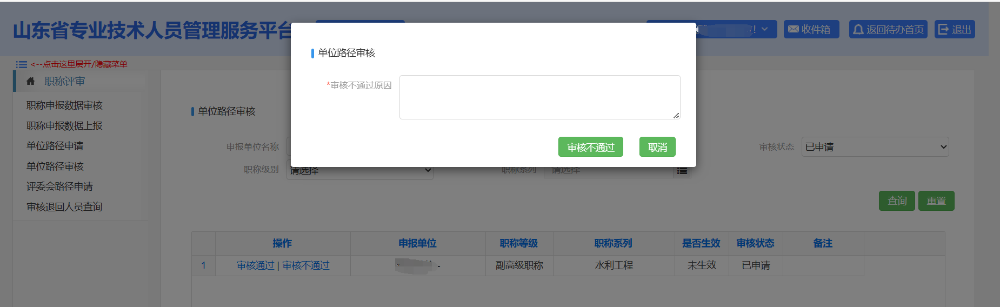 山东省专业技术人员管理服务平台
！
收件箱
返回待办首页
退出
<--点击这里展开/隐藏菜单
职称评审
职称申报数据审核
职称申报数据上报
单位路径申请
单位路径审核
评委会路径申请
审核退回人员查询
单位路径审核
*审核不通过原因
审核不通过
取消
单位路径审核
申报单位名称
审核状态
已申请
职称级别
请选择
职称系列
请选择
查询
重置
操作 申报单位 职称等级 职称系列 是否生效 审核状态 备注
1 审核通过 | 审核不通过 - 副高级职称 水利工程 未生效 已申请